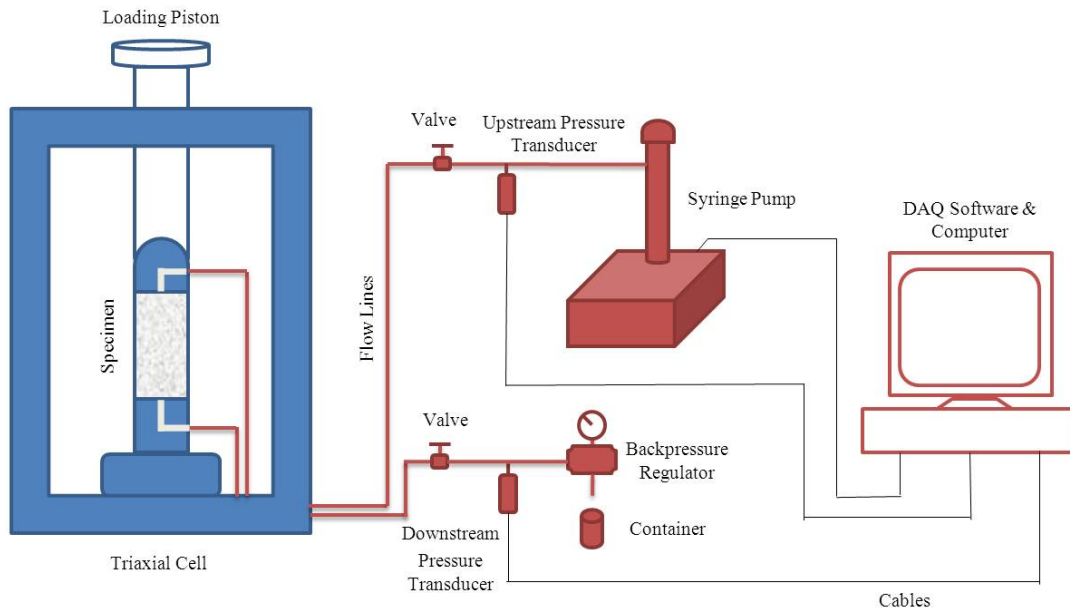 Loading Piston
Valve
Upstream Pressure
Transducer
Syringe Pump
DAQ Software &
Computer
Specimen
Flow Lines
Valve
Backpressure
Regulator
Container
Downstream
Pressure
Transducer
Triaxial Cell
Cables